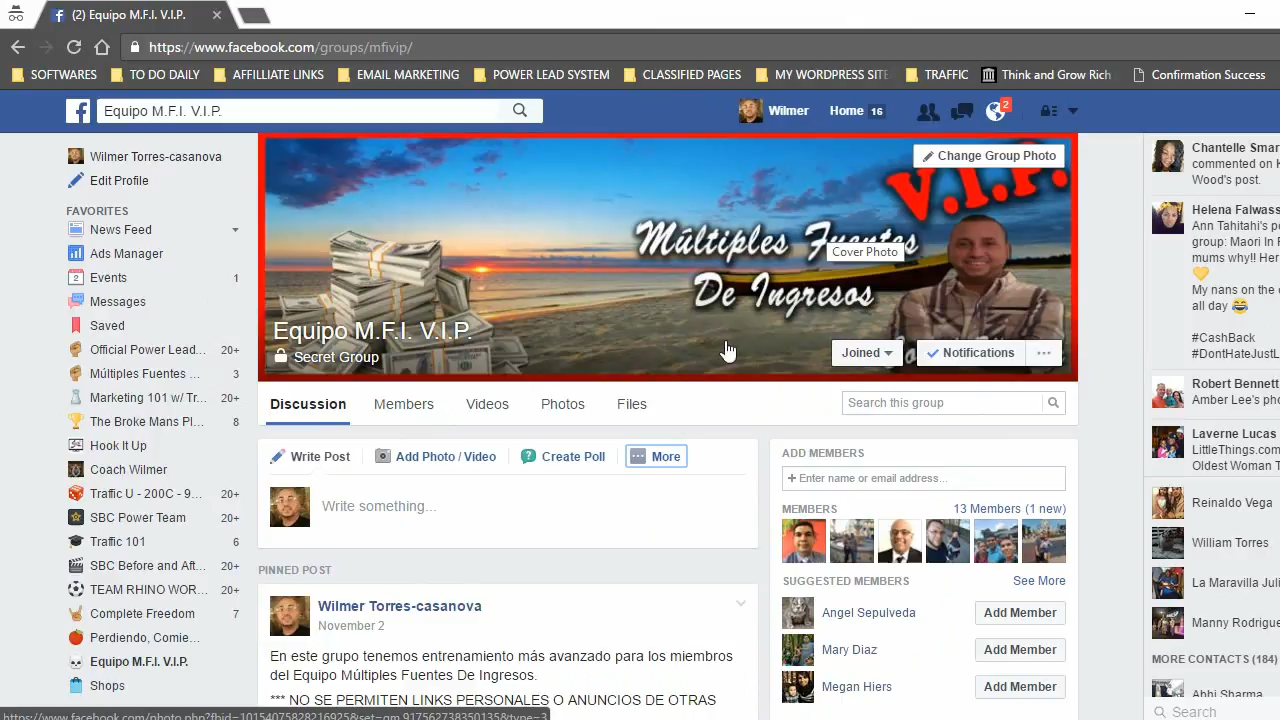 (2) Equipo M.F.I. V.I.P.
https://www.facebook.com/groups/mfivip/
SOFTWARES TO DO DAILY AFFILLIATE LINKS EMAIL MARKETING POWER LEAD SYSTEM CLASSIFIED PAGES MY WORDPRESS SITE TRAFFIC Think and Grow Rich Confirmation Success
Equipo M.F.I. V.I.P.
Wilmer Home 16 2
Wilmer Torres-casanova
Edit Profile
FAVORITES
News Feed
Ads Manager
Events 1
Messages
Saved
Official Power Lead... 20+
Múltiples Fuentes ... 3
Marketing 101 w/ Tr... 20+
The Broke Mans Pl... 8
Hook It Up
Coach Wilmer
Traffic U - 200C - 9... 20+
SBC Power Team 20+
Traffic 101 6
SBC Before and Aft... 20+
TEAM RHINO WOR... 20+
Complete Freedom 7
Perdiendo, Comie...
Equipo M.F.I. V.I.P.
Shops
Change Group Photo
V.I.P.
Múltiples Fuentes
De Ingresos
Cover Photo
Equipo M.F.I. V.I.P.
Secret Group
Joined Notifications
Discussion Members Videos Photos Files
Search this group
Write Post Add Photo / Video Create Poll More
Write something...
PINNED POST
Wilmer Torres-casanova
November 2
En este grupo tenemos entrenamiento más avanzado para los miembros
del Equipo Múltiples Fuentes De Ingresos.
*** NO SE PERMITEN LINKS PERSONALES O ANUNCIOS DE OTRAS
ADD MEMBERS
+ Enter name or email address...
MEMBERS 13 Members (1 new)
SUGGESTED MEMBERS See More
Angel Sepulveda Add Member
Mary Diaz Add Member
Megan Hiers Add Member
Chantelle Smar
commented on K
Wood's post.
Helena Falwass
Ann Tahitahi's po
group: Maori in
mums why!! Her
My nans on the
all day
#CashBack
#DontHateJustL
Robert Bennett
Amber Lee's pho
Laverne Lucas
LittleThings.com
Oldest Woman T
Reinaldo Vega
William Torres
La Maravilla Juli
Manny Rodrigue
MORE CONTACTS (184)
Abhi Sharma
Search